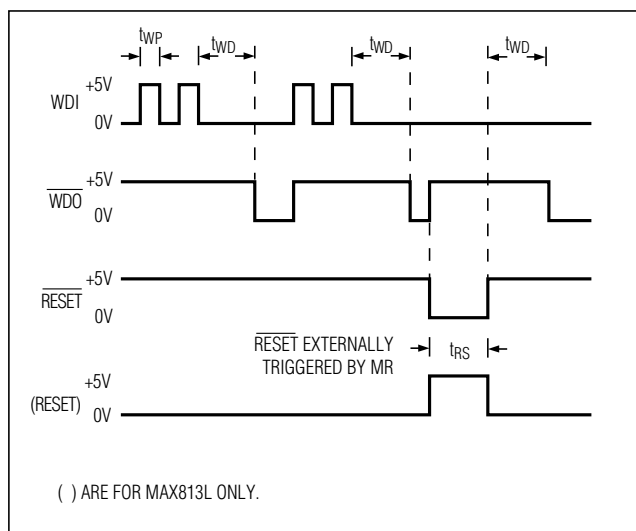 tWP tWD tWD tWD
WDI +5V
0V
WDO +5V
0V
RESET +5V
0V
RESET EXTERNALLY
TRIGGERED BY MR
tRS
(RESET) +5V
0V
( ) ARE FOR MAX813L ONLY.